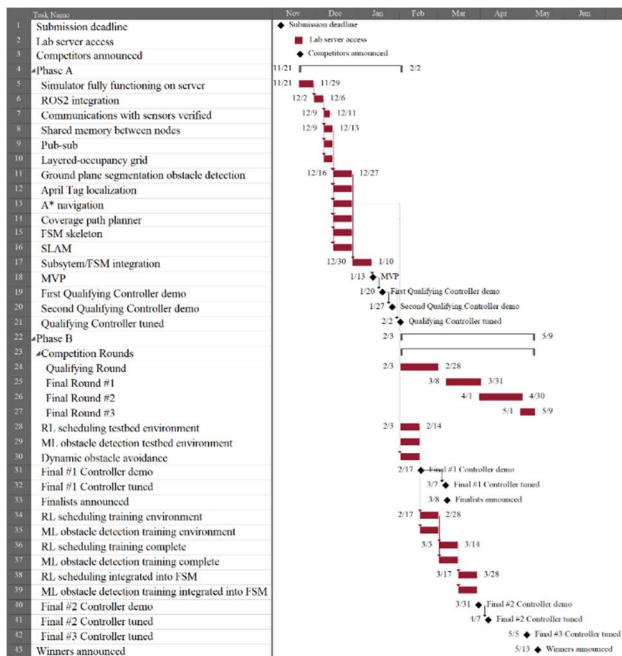 Task Name Nov Dec Jan Feb Mar Apr May Jun
1 Submission deadline Submission deadline
2 Lab server access Lab server access
3 Competitors announced Competitors announced
4 Phase A 11/21 2/2
5 Simulator fully functioning on server 11/21 11/29
6 ROS2 integration 12/2 12/6
7 Communications with sensors verified 12/9 12/11
8 Shared memory between nodes 12/9 12/13
9 Pub-sub
10 Layered-occupancy grid
11 Ground plane segmentation obstacle detection 12/16 12/27
12 April Tag localization
13 A* navigation
14 Coverage path planner
15 FSM skeleton
16 SLAM
17 Subsytem/FSM integration 12/30 1/10
18 MVP 1/13 MVP
19 First Qualifying Controller demo 1/20 First Qualifying Controller demo
20 Second Qualifying Controller demo 1/27 Second Qualifying Controller demo
21 Qualifying Controller tuned 2/2 Qualifying Controller tuned
22 Phase B 2/3 5/9
23 Competition Rounds
24 Qualifying Round 2/3 2/28
25 Final Round #1 3/8 3/31
26 Final Round #2 4/1 4/30
27 Final Round #3 5/1 5/9
28 RL scheduling testbed environment 2/3 2/14
29 ML obstacle detection testbed environment
30 Dynamic obstacle avoidance
31 Final #1 Controller demo 2/17 Final #1 Controller demo
32 Final #1 Controller tuned 3/7 Final #1 Controller tuned
33 Finalists announced 3/8 Finalists announced
34 RL scheduling training environment 2/17 2/28
35 ML obstacle detection training environment
36 RL scheduling training complete 3/3 3/14
37 ML obstacle detection training complete
38 RL scheduling integrated into FSM 3/17 3/28
39 ML obstacle detection training integrated into FSM
40 Final #2 Controller demo 3/31 Final #2 Controller demo
41 Final #2 Controller tuned 4/7 Final #2 Controller tuned
42 Final #3 Controller tuned 5/5 Final #3 Controller tuned
43 Winners announced 5/13 Winners announced